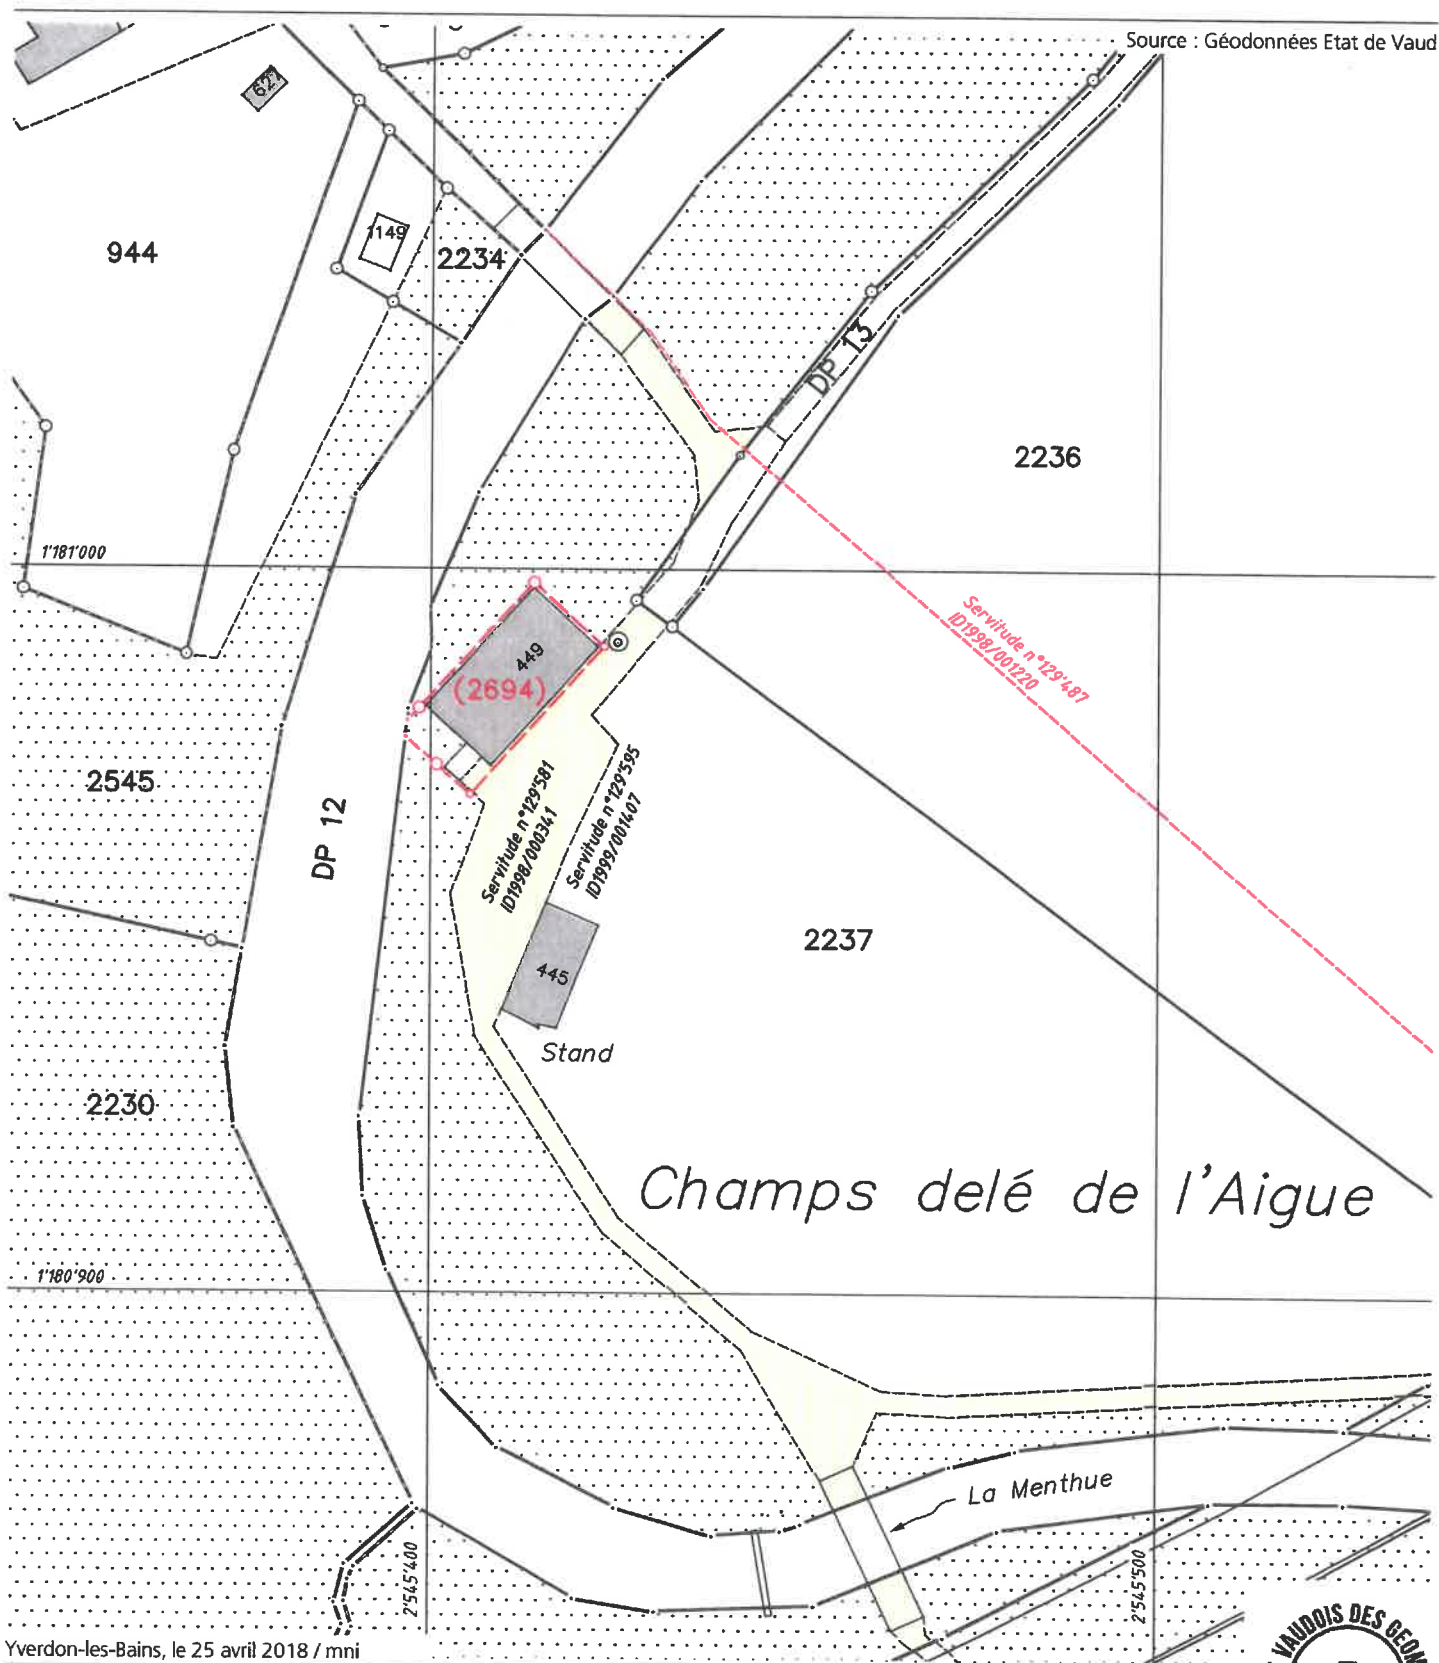 Source : Géodonnées Etat de Vaud
627
944
1149
2234
DP 13
2236
1'181'000
449
(2694)
Servitude n°129'487
ID1998/001220
2545
DP 12
Servitude n°129'581
ID1998/000341
Servitude n°129'595
ID1999/001407
2237
445
Stand
2230
Champs delé de l'Aigue
1'180'900
La Menthue
2'545'400
2'545'500
VAUDOIS DES
Yverdon-les-Bains, le 25 avril 2018 / mni